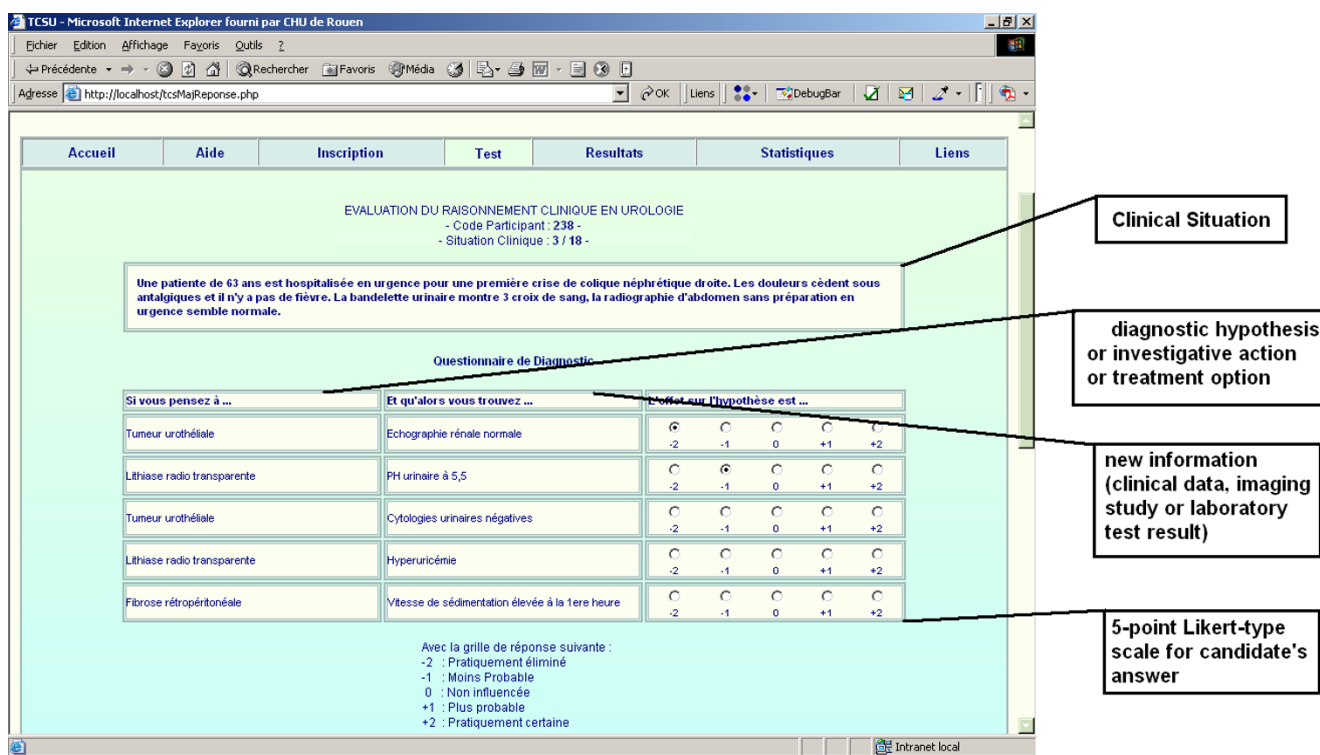 TCSU - Microsoft Internet Explorer fourni par CHU de Rouen
Fichier Edition Affichage Favoris Outils ?
Précédente Rechercher Favoris Média
Adresse http://localhost/tcsMajReponse.php OK Liens DebugBar
Accueil Aide Inscription Test Resultats Statistiques Liens
EVALUATION DU RAISONNEMENT CLINIQUE EN UROLOGIE
- Code Participant : 238 -
- Situation Clinique : 3 / 18 -
Clinical Situation
Une patiente de 63 ans est hospitalisée en urgence pour une première crise de colique néphrétique droite. Les douleurs cèdent sous
antalgiques et il n'y a pas de fièvre. La bandelette urinaire montre 3 croix de sang, la radiographie d'abdomen sans préparation en
urgence semble normale.
diagnostic hypothesis
or investigative action
or treatment option
Questionnaire de Diagnostic
Si vous pensez à ... Et qu'alors vous trouvez ... L'effet sur l'hypothèse est ...
Tumeur urothéliale Echographie rénale normale
-2 -1 0 +1 +2
Lithiase radio transparente PH urinaire à 5,5
-2 -1 0 +1 +2
new information
(clinical data, imaging
study or laboratory
test result)
Tumeur urothéliale Cytologies urinaires négatives
-2 -1 0 +1 +2
Lithiase radio transparente Hyperuricémie
-2 -1 0 +1 +2
Fibrose rétropéritonéale Vitesse de sédimentation élevée à la 1ere heure
-2 -1 0 +1 +2
5-point Likert-type
scale for candidate's
answer
Avec la grille de réponse suivante :
-2 : Pratiquement éliminé
-1 : Moins Probable
0 : Non influencée
+1 : Plus probable
+2 : Pratiquement certaine
Intranet local